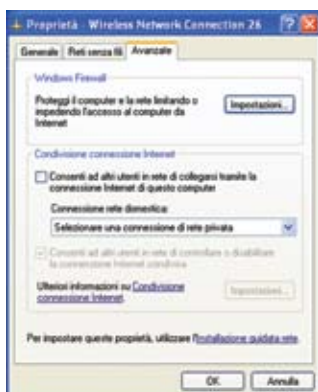 Proprietà - Wireless Network Connection 26
Generale
Reti senza fili
Avanzate
Windows Firewall
Proteggi il computer e la rete limitando o
impedendo l'accesso al computer da
Internet
Impostazioni...
Condivisione connessione Internet
Consenti ad altri utenti in rete di collegarsi tramite la
connessione Internet di questo computer
Connessione rete domestica:
Selezionare una connessione di rete privata
Consenti ad altri utenti in rete di controllare o disabilitare
la connessione Internet condivisa
Ulteriori informazioni su Condivisione
connessione Internet.
Impostazioni...
Per impostare queste proprietà, utilizzare l'Installazione guidata rete.
OK
Annulla